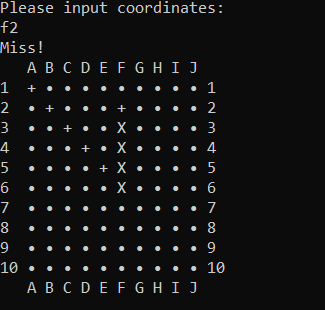 Please input coordinates:
f2
Miss!
   A B C D E F G H I J
1  + • • • • • • • • • 1
2  • + • • • + • • • • 2
3  • • + • • X • • • • 3
4  • • • + • X • • • • 4
5  • • • • + X • • • • 5
6  • • • • • X • • • • 6
7  • • • • • • • • • • 7
8  • • • • • • • • • • 8
9  • • • • • • • • • • 9
10 • • • • • • • • • • 10
   A B C D E F G H I J